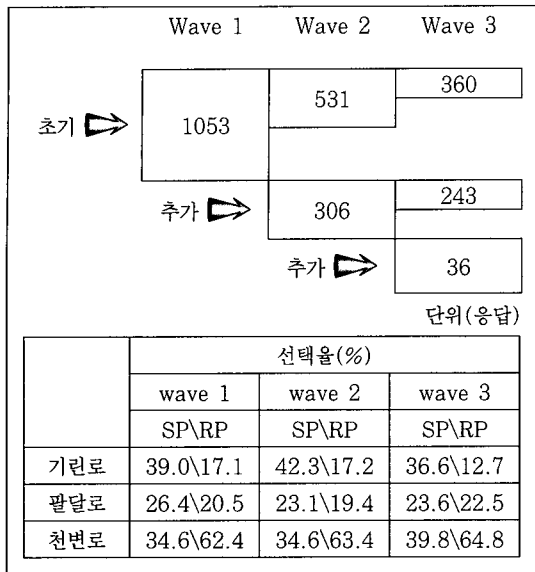 Wave 1 Wave 2 Wave 3
360
531
초기 1053
243
추가 306
추가 36
단위(응답)
선택율(%)
wave 1 wave 2 wave 3
SP\RP SP\RP SP\RP
기린로 39.0\17.1 42.3\17.2 36.6\12.7
팔달로 26.4\20.5 23.1\19.4 23.6\22.5
천변로 34.6\62.4 34.6\63.4 39.8\64.8